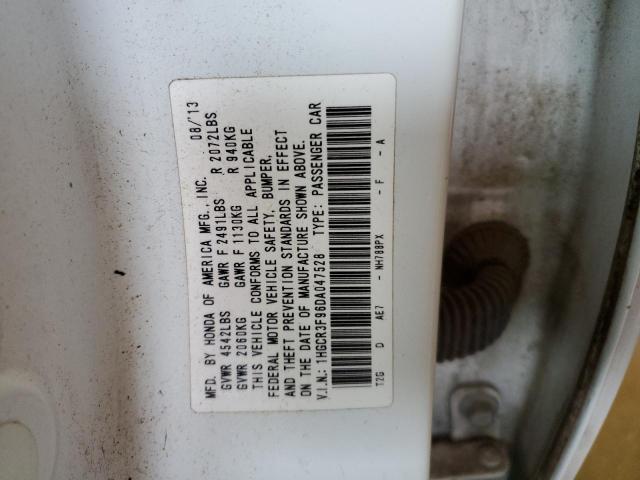 MFD. BY HONDA OF AMERICA MFG., INC. 08/'13
GVWR 4542LBS GAWR F 2491LBS R 2072LBS
GVWR 2060KG GAWR F 1130KG R 940KG
THIS VEHICLE CONFORMS TO ALL APPLICABLE
FEDERAL MOTOR VEHICLE SAFETY, BUMPER,
AND THEFT PREVENTION STANDARDS IN EFFECT
ON THE DATE OF MANUFACTURE SHOWN ABOVE.
V.I.N.: 1HGCR3F96DA047528 TYPE: PASSENGER CAR
T2G D AE7 - NH788PX - F - A